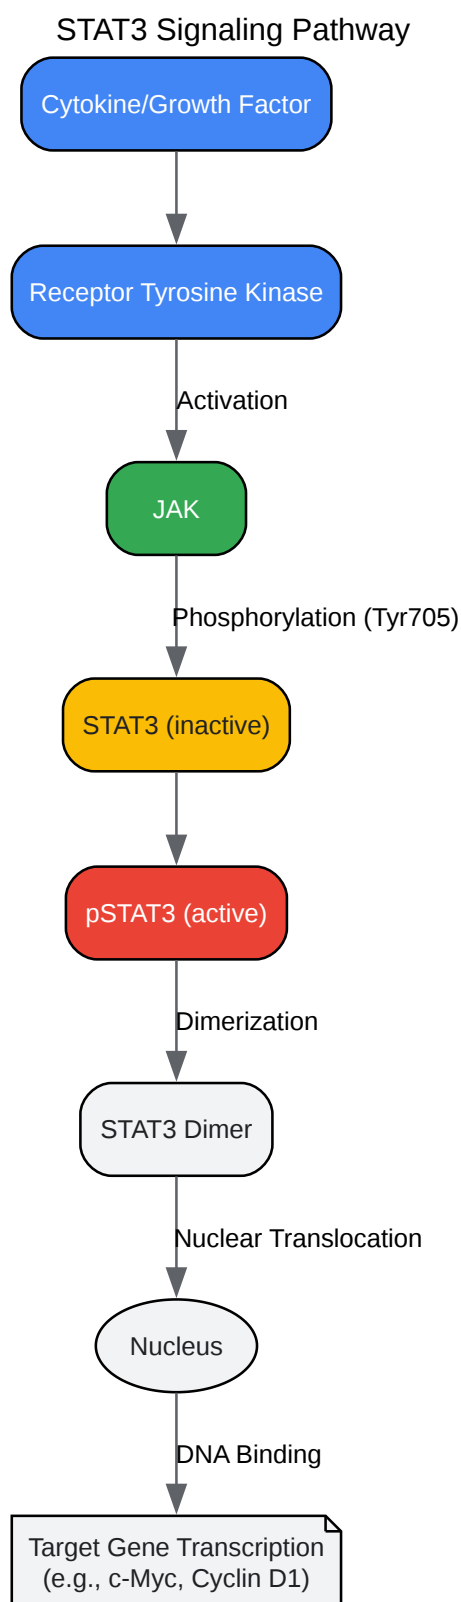 STAT3 Signaling Pathway
Cytokine/Growth Factor
Receptor Tyrosine Kinase
Activation
JAK
Phosphorylation (Tyr705)
STAT3 (inactive)
pSTAT3 (active)
Dimerization
STAT3 Dimer
Nuclear Translocation
Nucleus
DNA Binding
Target Gene Transcription
(e.g., c-Myc, Cyclin D1)